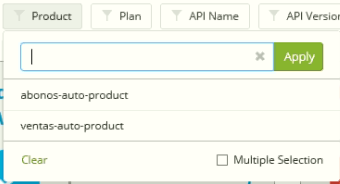 Product Plan API Name API Version
Apply
abonos-auto-product
ventas-auto-product
Clear Multiple Selection